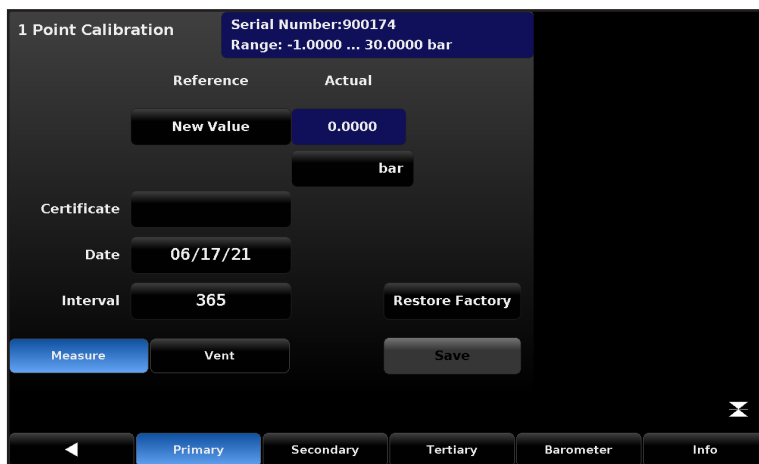 1 Point Calibration
Serial Number:900174
Range: -1.0000 ... 30.0000 bar
Reference Actual
New Value 0.0000
bar
Certificate
Date 06/17/21
Interval 365 Restore Factory
Measure Vent Save
Primary Secondary Tertiary Barometer Info